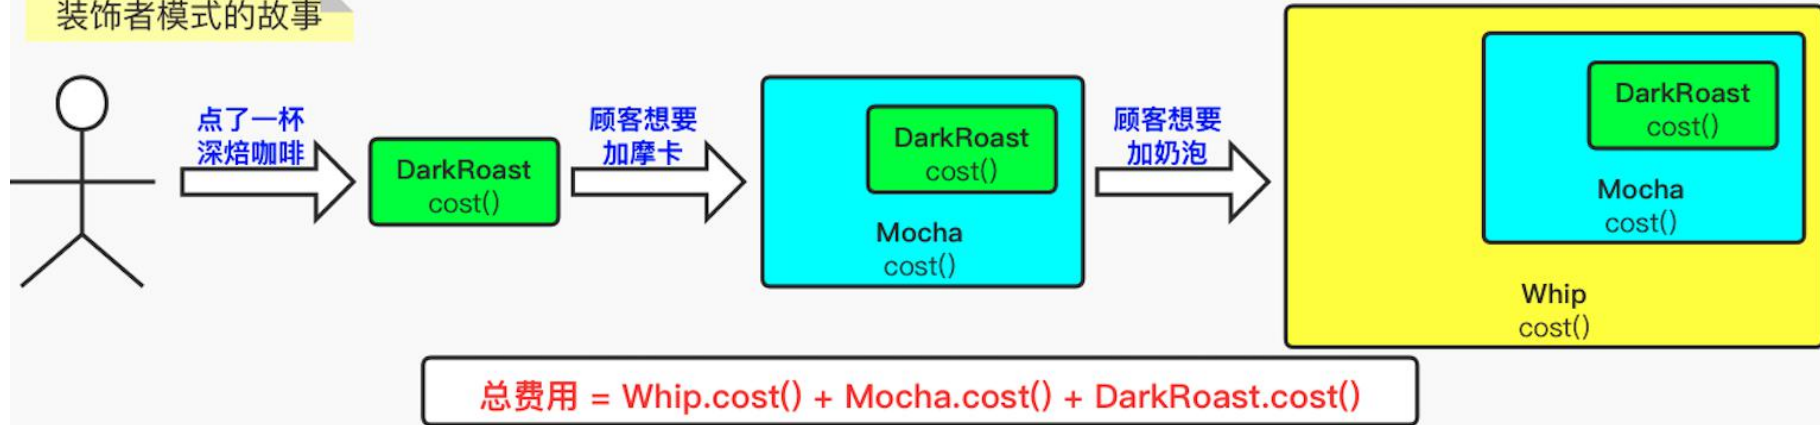 装饰者模式的故事
点了一杯
深焙咖啡
DarkRoast
cost()
顾客想要
加摩卡
DarkRoast
cost()
Mocha
cost()
顾客想要
加奶泡
DarkRoast
cost()
Mocha
cost()
Whip
cost()
总费用 = Whip.cost() + Mocha.cost() + DarkRoast.cost()